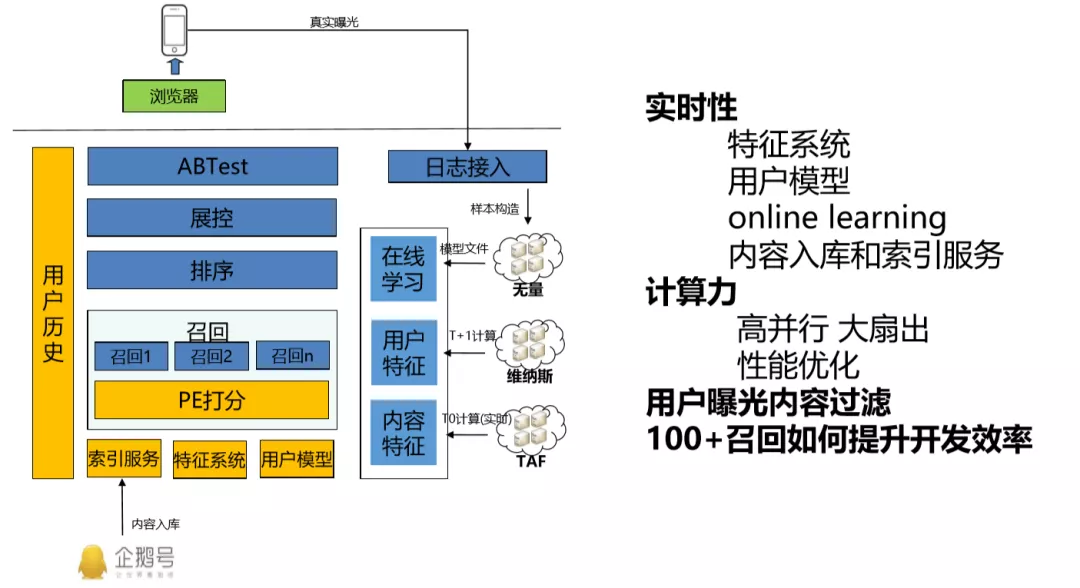 真实曝光
浏览器
用户历史
ABTest
展控
排序
召回
召回1
召回2
召回n
PE打分
索引服务
特征系统
用户模型
内容入库
企鹅号
日志接入
样本构造
在线学习
模型文件
无量
用户特征
T+1计算
维纳斯
内容特征
T0计算(实时)
TAF
实时性
特征系统
用户模型
online learning
内容入库和索引服务
计算力
高并行 大扇出
性能优化
用户曝光内容过滤
100+召回如何提升开发效率